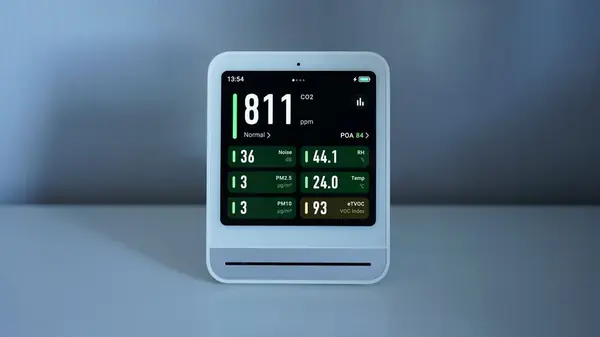 13:54
811 CO2
ppm
Normal > POA 84 >
36 Noise dB
44.1 RH %
3 PM2.5 µg/m³
24.0 Temp °C
3 PM10 µg/m³
93 eTVOC VOC Index